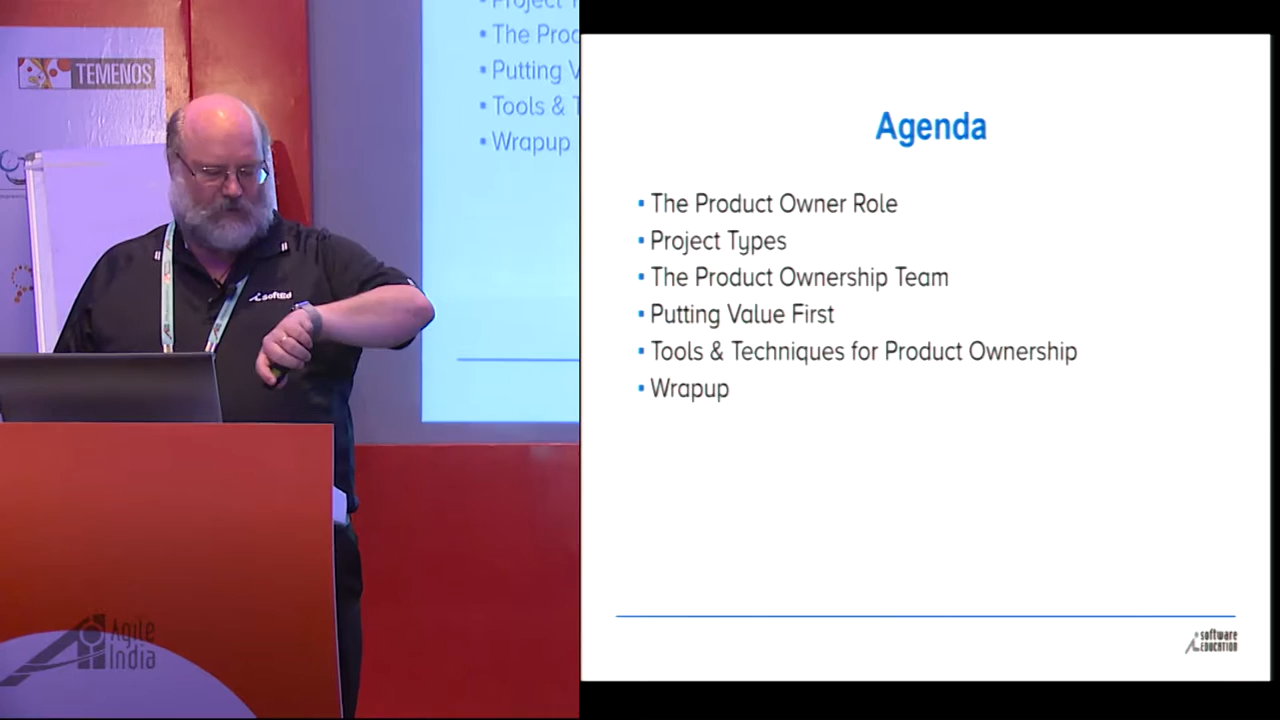 TEMENOS
• The Prod
• Putting V
• Tools & T
• Wrapup
SoftEd
Agile
India
Agenda
• The Product Owner Role
• Project Types
• The Product Ownership Team
• Putting Value First
• Tools & Techniques for Product Ownership
• Wrapup
software
EDUCATION